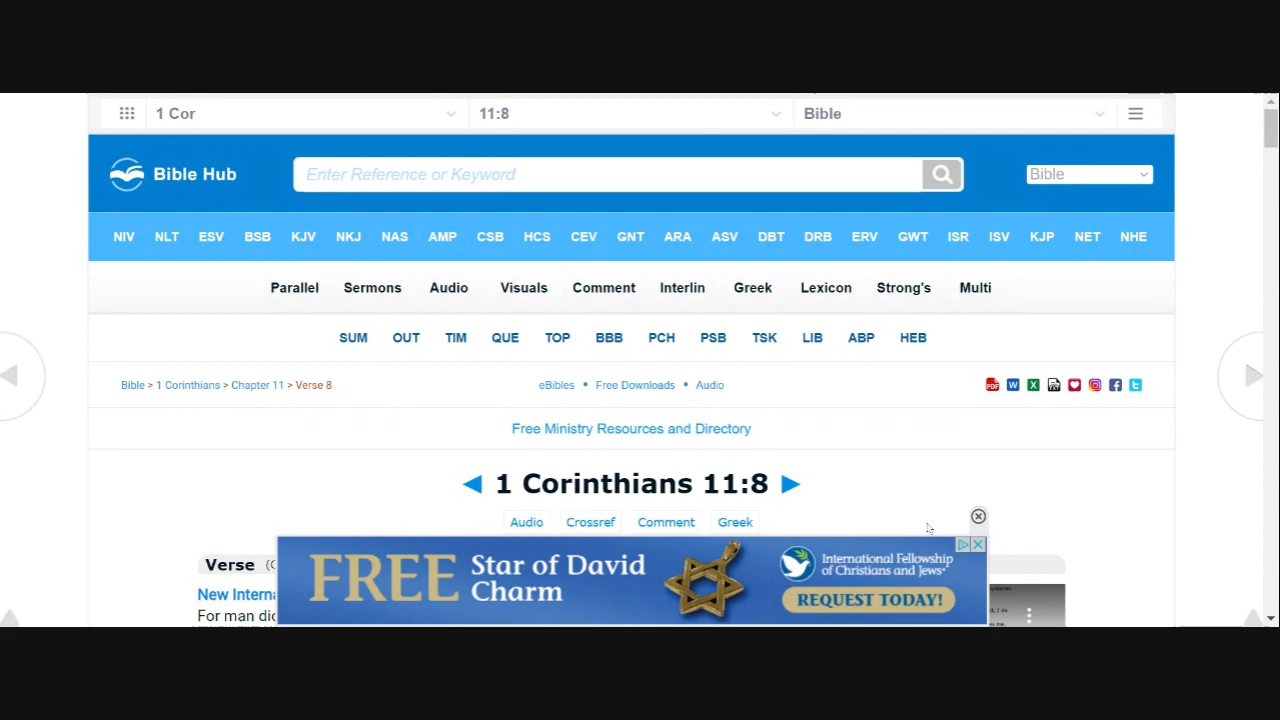 1 Cor 11:8 Bible
Bible Hub Enter Reference or Keyword Bible
NIV NLT ESV BSB KJV NKJ NAS AMP CSB HCS CEV GNT ARA ASV DBT DRB ERV GWT ISR ISV KJP NET NHE
Parallel Sermons Audio Visuals Comment Interlin Greek Lexicon Strong's Multi
SUM OUT TIM QUE TOP BBB PCH PSB TSK LIB ABP HEB
Bible > 1 Corinthians > Chapter 11 > Verse 8 eBibles • Free Downloads • Audio
Free Ministry Resources and Directory
1 Corinthians 11:8
Audio Crossref Comment Greek
Verse
New Intern
For man did
FREE Star of David
Charm
International Fellowship
of Christians and Jews
REQUEST TODAY!